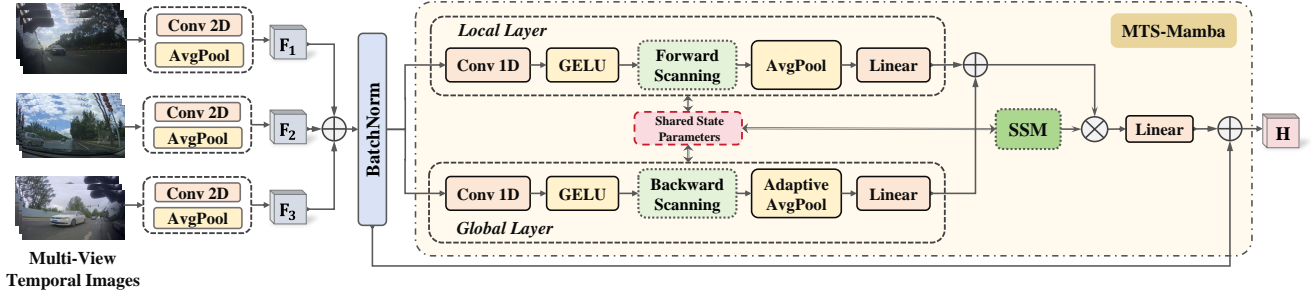 Conv 2D
AvgPool
F1
Conv 2D
AvgPool
F2
Conv 2D
AvgPool
F3
Multi-View
Temporal Images
BatchNorm
MTS-Mamba
Local Layer
Conv 1D
GELU
Forward
Scanning
AvgPool
Linear
Shared State
Parameters
SSM
Linear
H
Conv 1D
GELU
Backward
Scanning
Adaptive
AvgPool
Linear
Global Layer